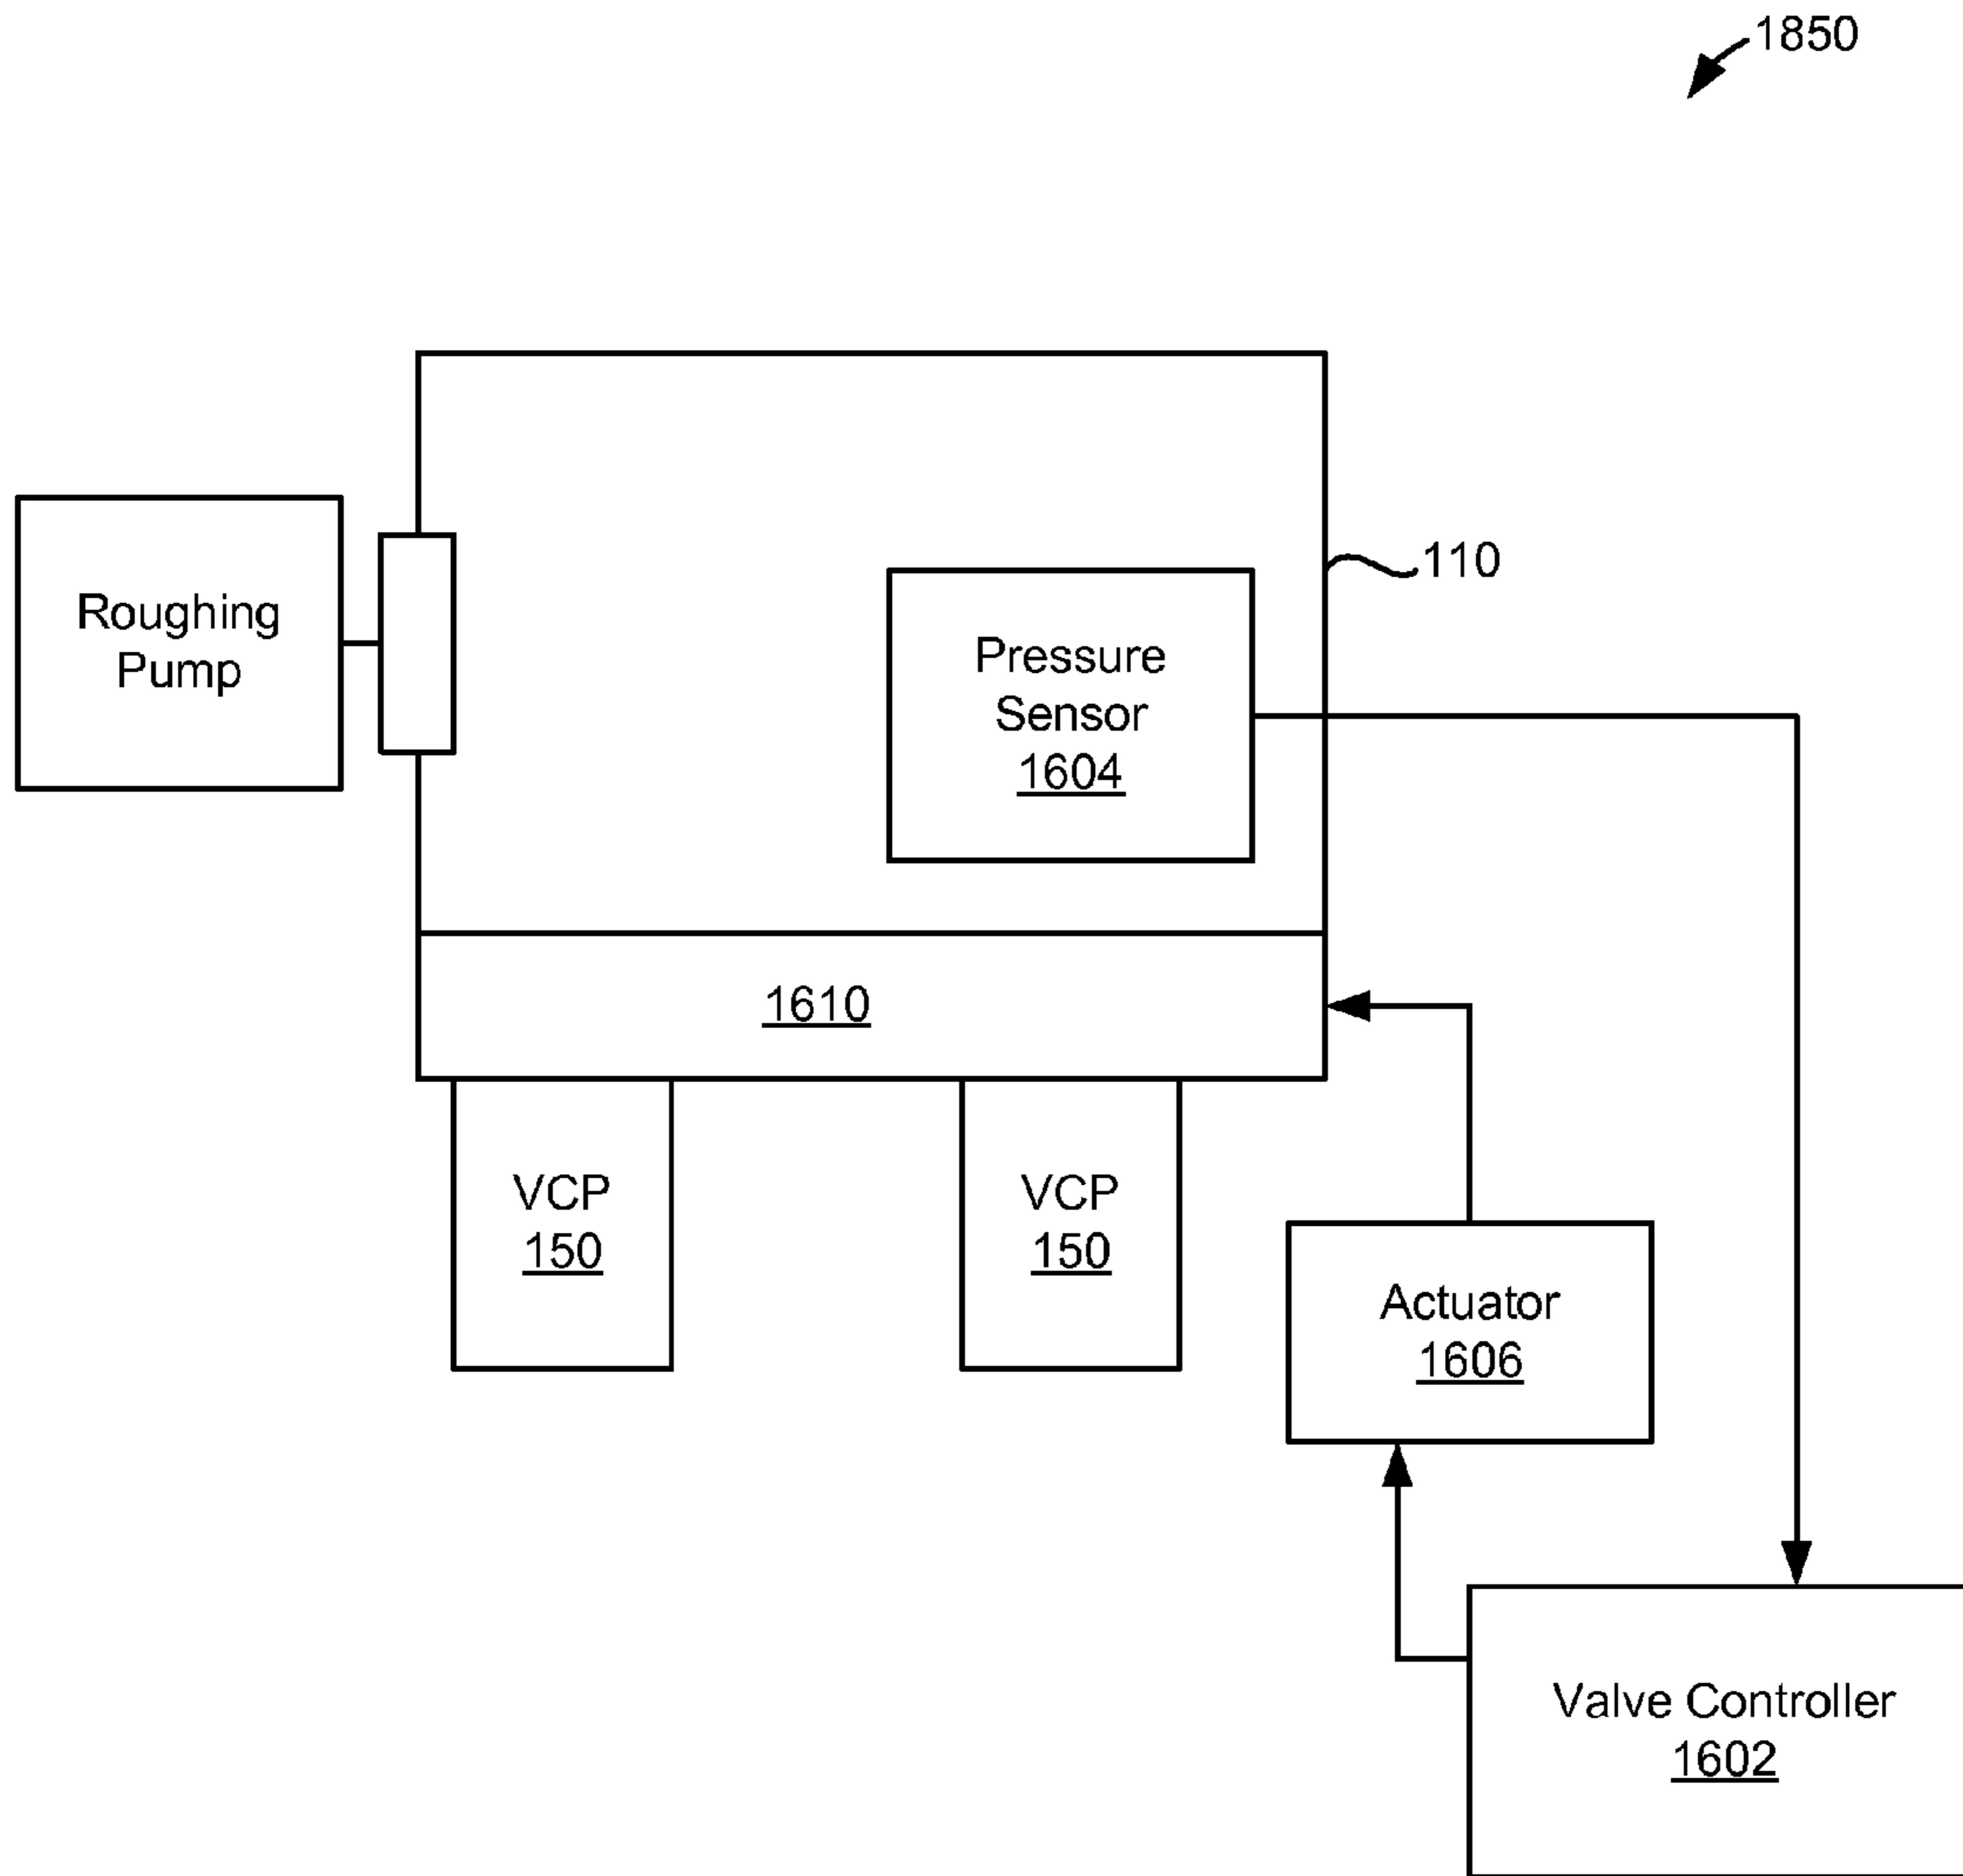 1850
110
Roughing
Pump
Pressure
Sensor
1604
1610
VCP
150
VCP
150
Actuator
1606
Valve Controller
1602